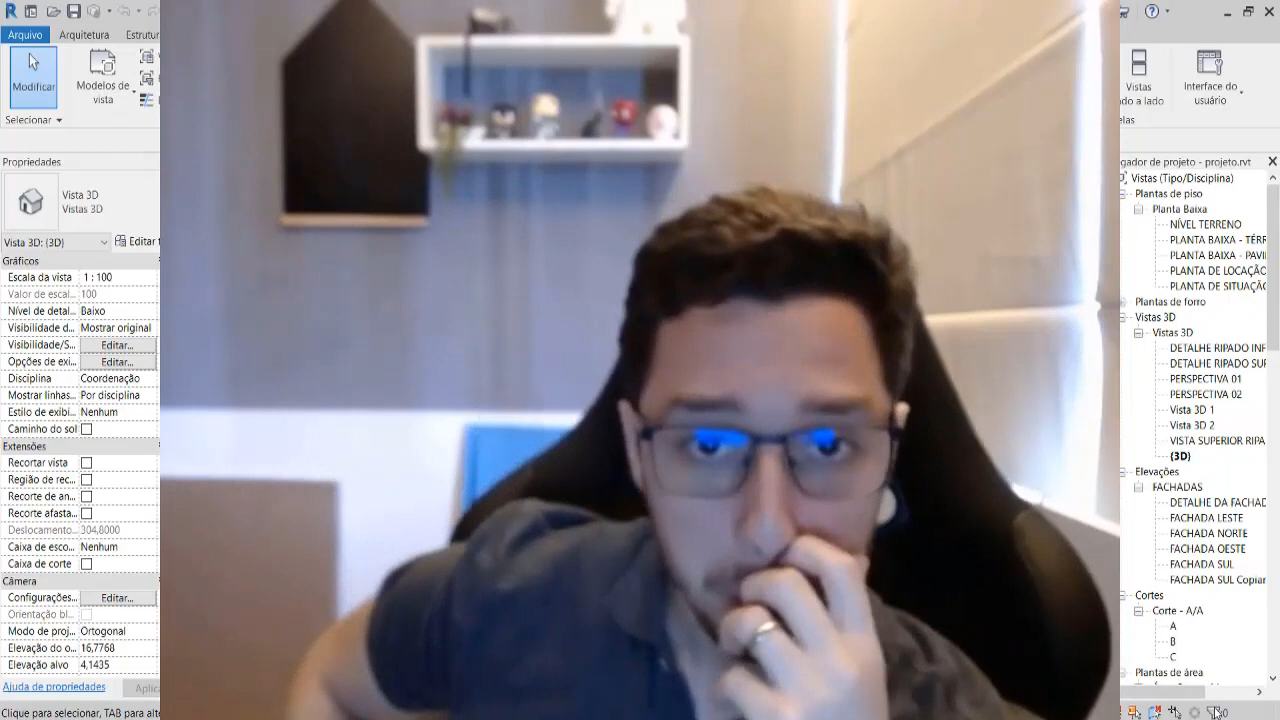 Arquivo
Arquitetura
Estrutur
Modificar
Modelos de
vista
Selecionar
Propriedades
Vista 3D
Vistas 3D
Vista 3D: {3D}
Editar
Gráficos
Escala da vista 1 : 100
Valor de escal... 100
Nível de detal... Baixo
Visibilidade d... Mostrar original
Visibilidade/S... Editar...
Opções de exi... Editar...
Disciplina Coordenação
Mostrar linhas... Por disciplina
Estilo de exibi... Nenhum
Caminho do sol
Extensões
Recortar vista
Região de rec...
Recorte de an...
Recorte afasta...
Deslocamento... 304,8000
Caixa de esco... Nenhum
Caixa de corte
Câmera
Configurações... Editar...
Orientação bl...
Modo de proj... Ortogonal
Elevação do o... 16,7768
Elevação alvo 4,1435
Ajuda de propriedades
Aplica
Clique para selecionar, TAB para alte
Vistas
do a lado
Interface do
usuário
elas
gador de projeto - projeto.rvt
Vistas (Tipo/Disciplina)
Plantas de piso
Planta Baixa
NÍVEL TERRENO
PLANTA BAIXA - TÉRR
PLANTA BAIXA - PAVI
PLANTA DE LOCAÇÃO
PLANTA DE SITUAÇÃO
Plantas de forro
Vistas 3D
Vistas 3D
DETALHE RIPADO INF
DETALHE RIPADO SUP
PERSPECTIVA 01
PERSPECTIVA 02
Vista 3D 1
Vista 3D 2
VISTA SUPERIOR RIPA
{3D}
Elevações
FACHADAS
DETALHE DA FACHAD
FACHADA LESTE
FACHADA NORTE
FACHADA OESTE
FACHADA SUL
FACHADA SUL Copiar
Cortes
Corte - A/A
A
B
C
Plantas de área
:0